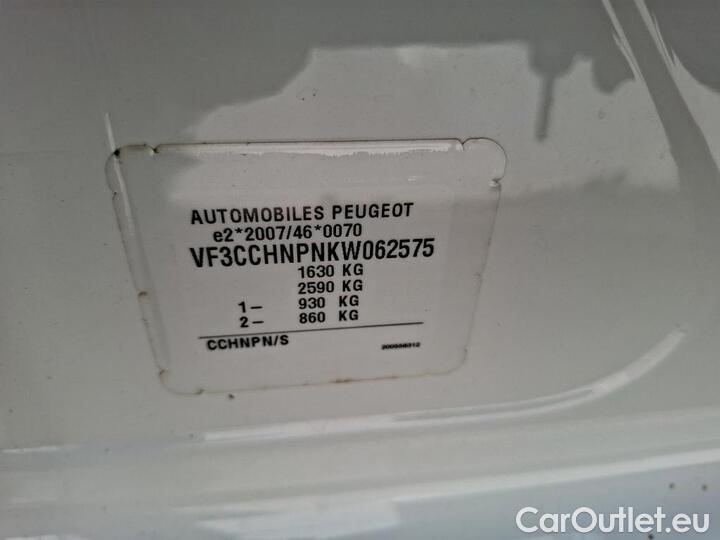 AUTOMOBILES PEUGEOT
e2*2007/46*0070
VF3CCHNPNKW062575
1630 KG
2590 KG
1– 930 KG
2– 860 KG
CCHNPN/S
CarOutlet.eu